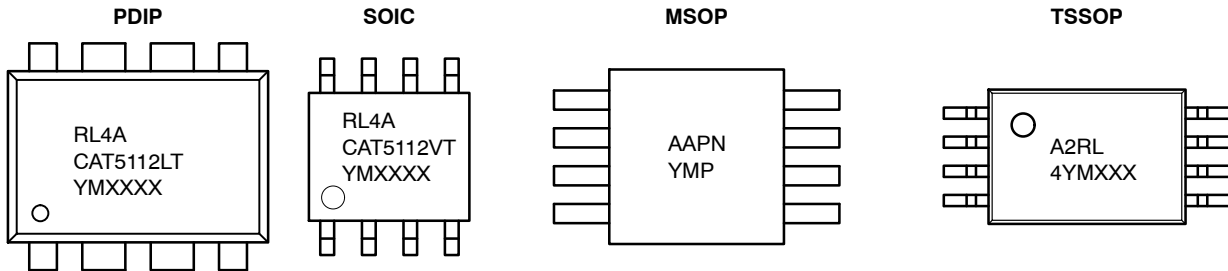 PDIP
RL4A
CAT5112LT
YMXXXX
SOIC
RL4A
CAT5112VT
YMXXXX
MSOP
AAPN
YMP
TSSOP
A2RL
4YMXXX